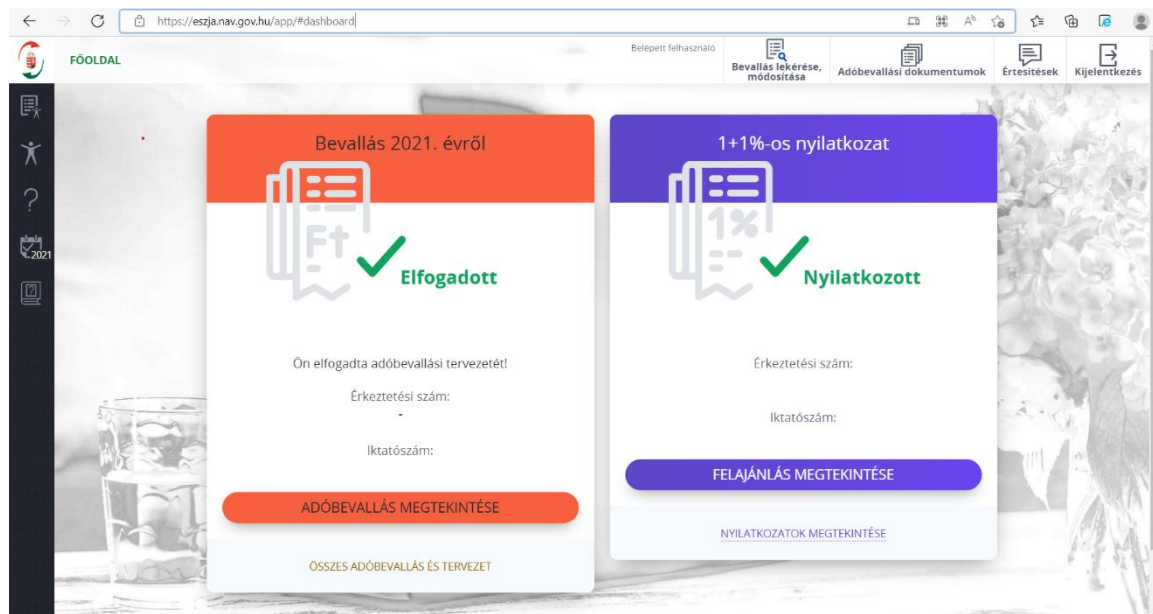 https://eszja.nav.gov.hu/app/#dashboard
FŐOLDAL
Belépett felhasználó
Bevallás lekérése,
módosítása
Adóbevallási dokumentumok
Értesítések
Kijelentkezés
2021
Bevallás 2021. évről
Ft
Elfogadott
Ön elfogadta adóbevallási tervezetét!
Érkeztetési szám:
-
Iktatószám:
ADÓBEVALLÁS MEGTEKINTÉSE
ÖSSZES ADÓBEVALLÁS ÉS TERVEZET
1+1%-os nyilatkozat
1%
Nyilatkozott
Érkeztetési szám:
Iktatószám:
FELAJÁNLÁS MEGTEKINTÉSE
NYILATKOZATOK MEGTEKINTÉSE